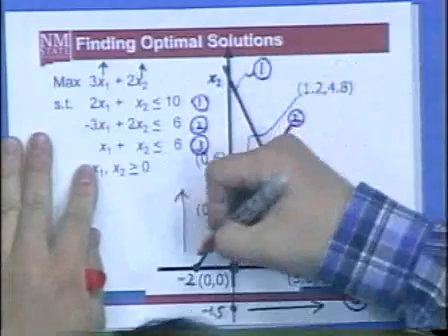 NM
STATE
Finding Optimal Solutions
Max 3x₁ + 2x₂
s.t. 2x₁ + x₂ ≤ 10 ①
-3x₁ + 2x₂ ≤ 6 ②
x₁ + x₂ ≤ 6 ③
x₁, x₂ ≥ 0
x₂
①
(1.2, 4.8)
②
-2 (0,0)
-1.5